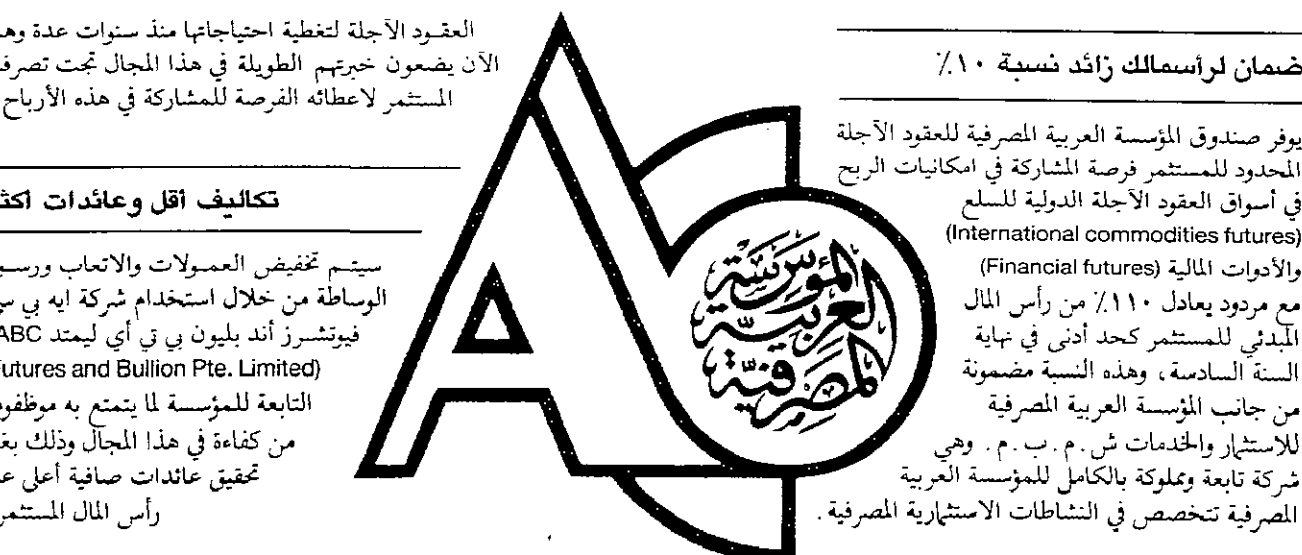 ضمان لرأسمالك زائد نسبة ١٠٪
يوفر صندوق المؤسسة العربية المصرفية للعقود الآجلة
المحدود للمستثمر فرصة المشاركة في امكانيات الربح
في أسواق العقود الآجلة الدولية للسلع
(International commodities futures)
والأدوات المالية (Financial futures)
مع مردود يعادل ١١٠٪ من رأس المال
المبدئي للمستثمر كحد أدنى في نهاية
السنة السادسة، وهذه النسبة مضمونة
من جانب المؤسسة العربية المصرفية
للاستثمار والخدمات ش.م.ب.م. وهي
شركة تابعة ومملوكة بالكامل للمؤسسة العربية
المصرفية تتخصص في النشاطات الاستثمارية المصرفية.
المؤسسة
العربية
المصرفية
العقود الآجلة لتغطية احتياجاتها منذ سنوات عدة
الآن يضعون خبرتهم الطويلة في هذا المجال تجت
المستثمر لاعطائه الفرصة للمشاركة في هذه الأرباح
تكاليف أقل وعائدات
سيتم تخفيض العمولات والاتعاب
الوساطة من خلال استخدام شركة ايه بي
فيوتشرز أند بليون بي تي أي ليمتد ABC
utures and Bullion Pte. Limited)
التابعة للمؤسسة لما يتمتع به
من كفاءة في هذا المجال وذلك
تحقيق عائدات صافية أعلى
رأس المال المستثمر